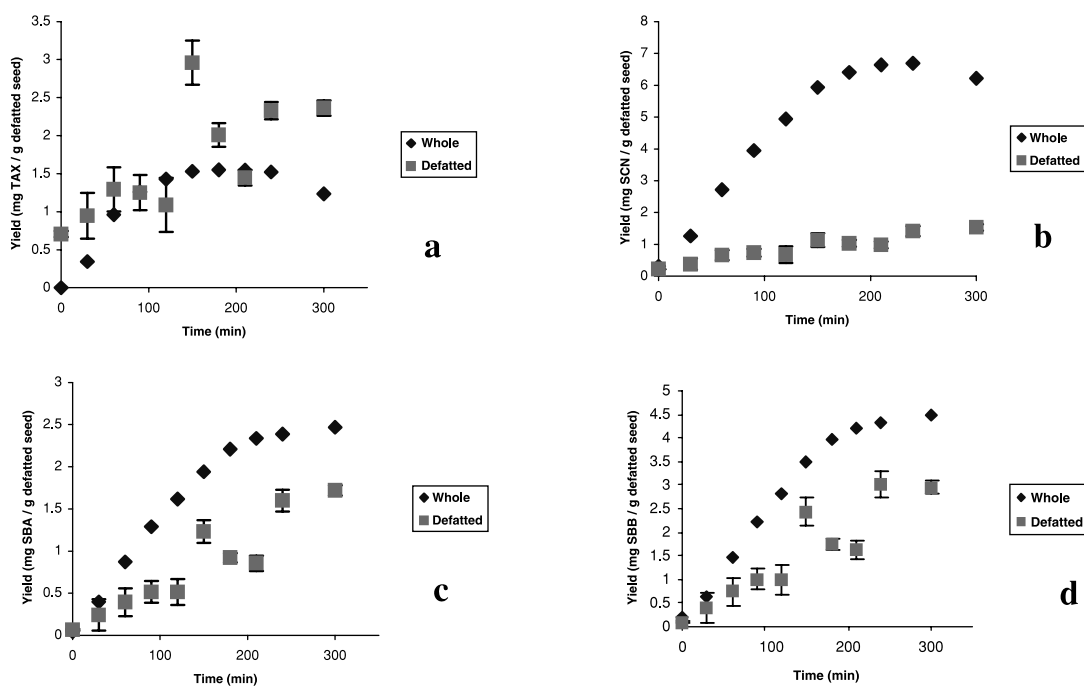 3.5
3
2.5
2
1.5
1
0.5
0
0 100 200 300
Yield (mg TAX / g defatted seed)
Time (min)
Whole
Defatted
a
8
7
6
5
4
3
2
1
0
0 100 200 300
Yield (mg SCN / g defatted seed)
Time (min)
Whole
Defatted
b
3
2.5
2
1.5
1
0.5
0
0 100 200 300
Yield (mg SBA / g defatted seed)
Time (min)
Whole
Defatted
c
5
4.5
4
3.5
3
2.5
2
1.5
1
0.5
0
0 100 200 300
Yield (mg SBB / g defatted seed)
Time (min)
Whole
Defatted
d